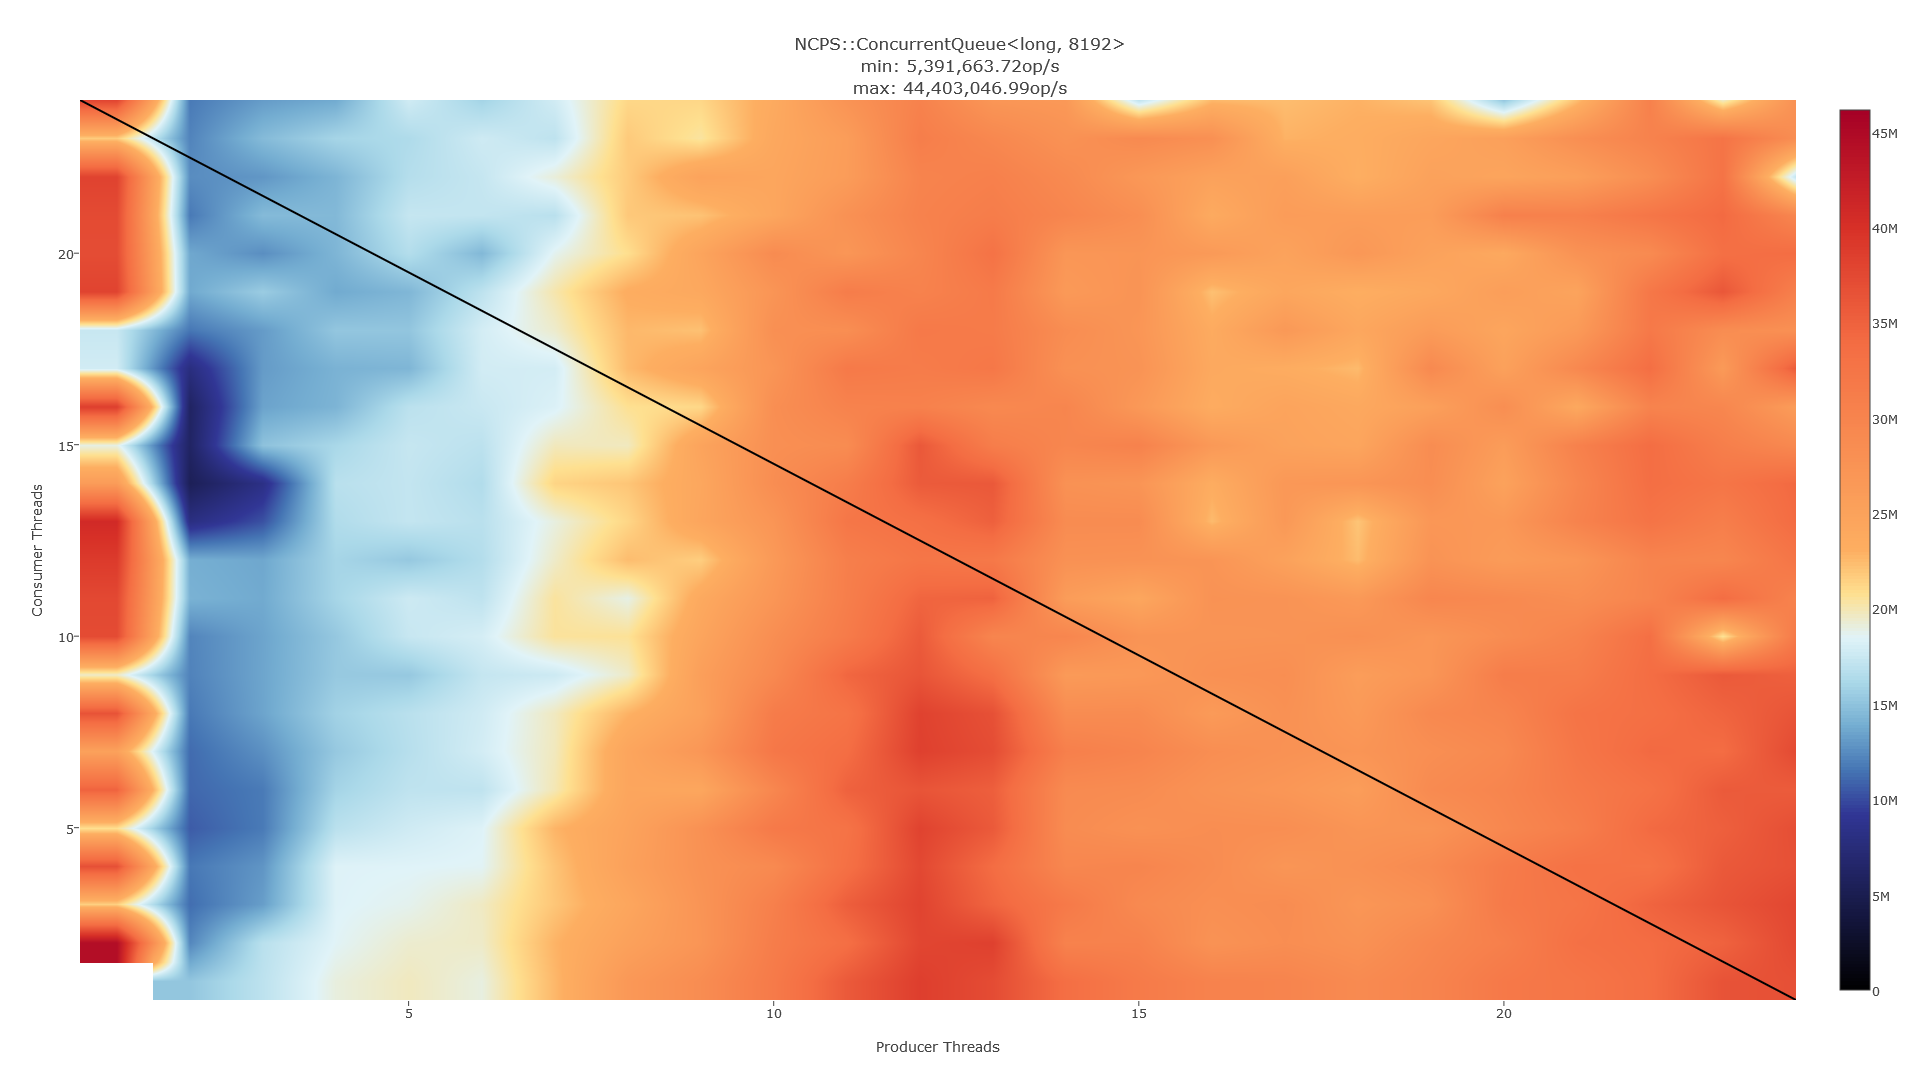 NCPS::ConcurrentQueue<long, 8192>
min: 5,391,663.72op/s
max: 44,403,046.99op/s
Consumer Threads
20
15
10
5
5
10
15
20
Producer Threads
45M
40M
35M
30M
25M
20M
15M
10M
5M
0